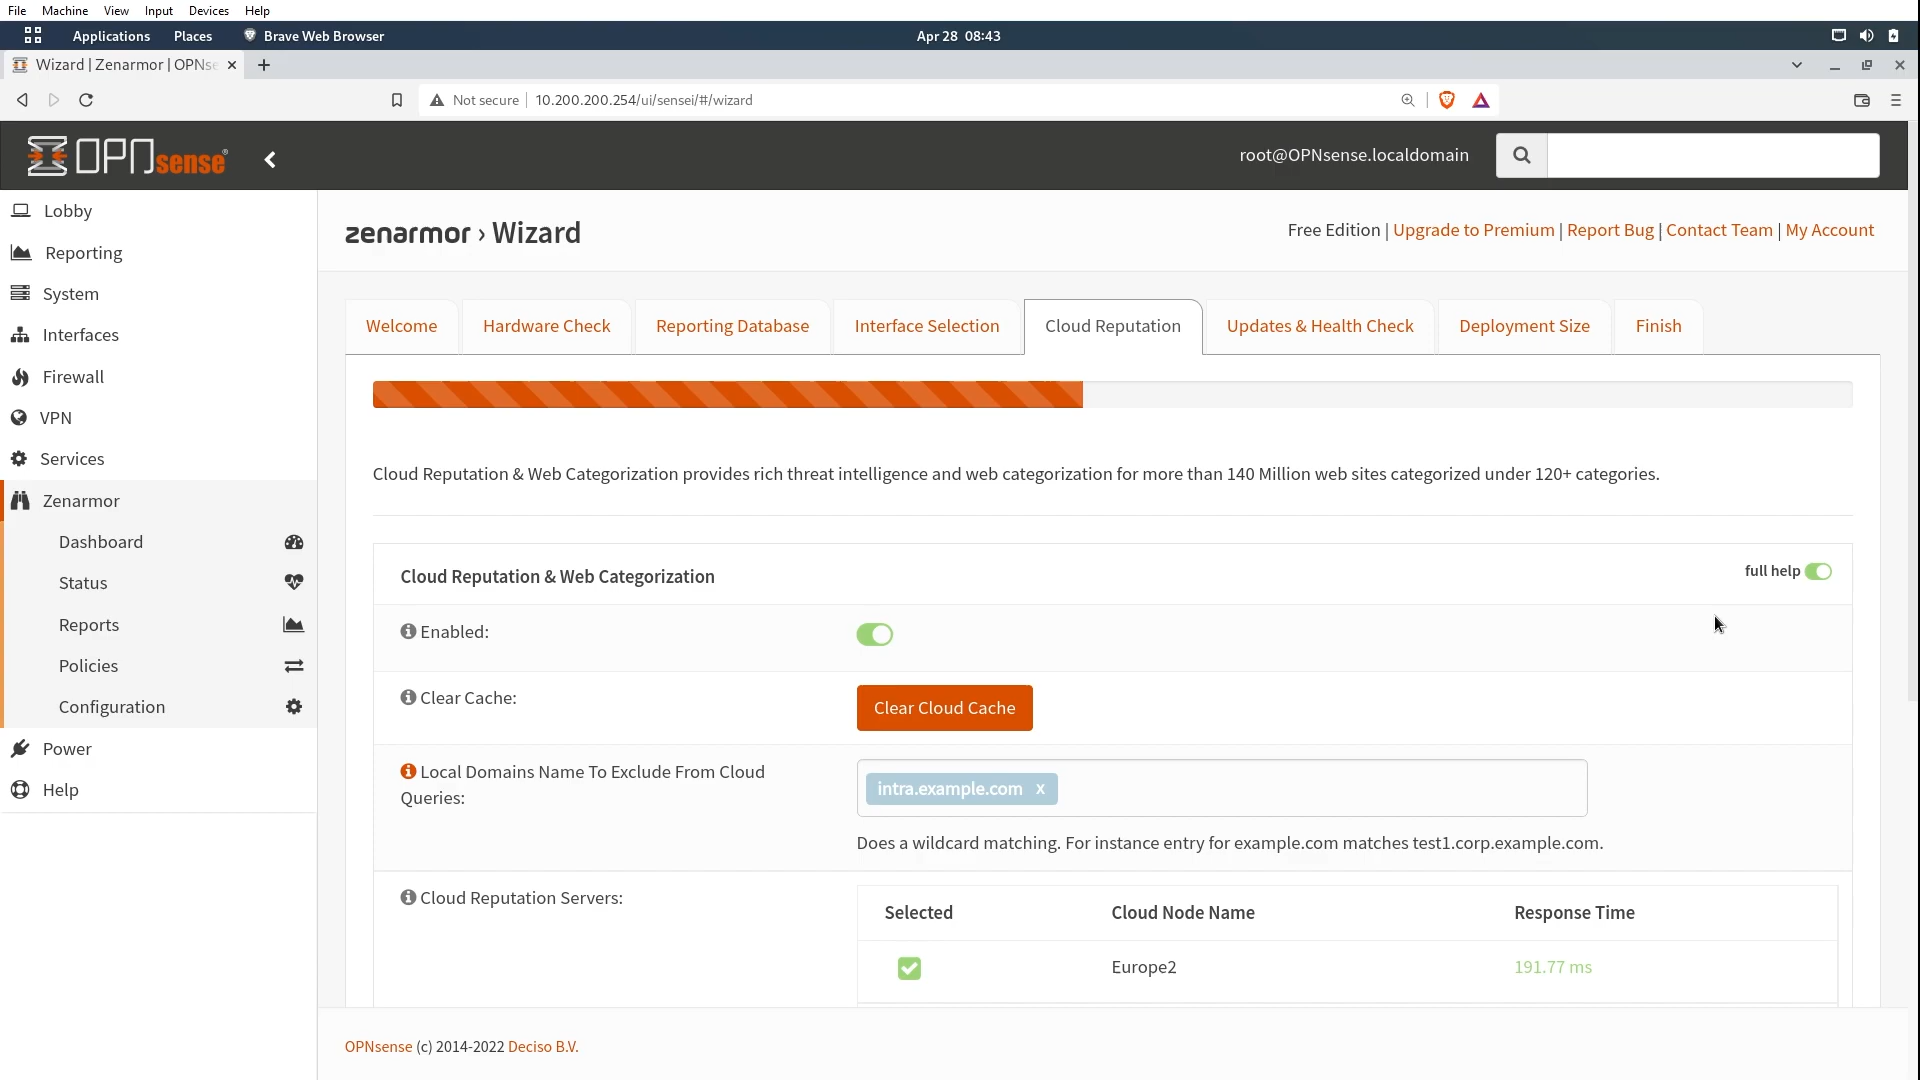 File Machine View Input Devices Help
Applications Places Brave Web Browser Apr 28 08:43
Wizard | Zenarmor | OPNse
Not secure 10.200.200.254/ui/sensei/#/wizard
OPNsense root@OPNsense.localdomain
Lobby
Reporting
System
Interfaces
Firewall
VPN
Services
Zenarmor
Dashboard
Status
Reports
Policies
Configuration
Power
Help
zenarmor › Wizard
Free Edition | Upgrade to Premium | Report Bug | Contact Team | My Account
Welcome Hardware Check Reporting Database Interface Selection Cloud Reputation Updates & Health Check Deployment Size Finish
Cloud Reputation & Web Categorization provides rich threat intelligence and web categorization for more than 140 Million web sites categorized under 120+ categories.
Cloud Reputation & Web Categorization full help
Enabled:
Clear Cache: Clear Cloud Cache
Local Domains Name To Exclude From Cloud
Queries:
intra.example.com x
Does a wildcard matching. For instance entry for example.com matches test1.corp.example.com.
Cloud Reputation Servers:
Selected Cloud Node Name Response Time
Europe2 191.77 ms
OPNsense (c) 2014-2022 Deciso B.V.